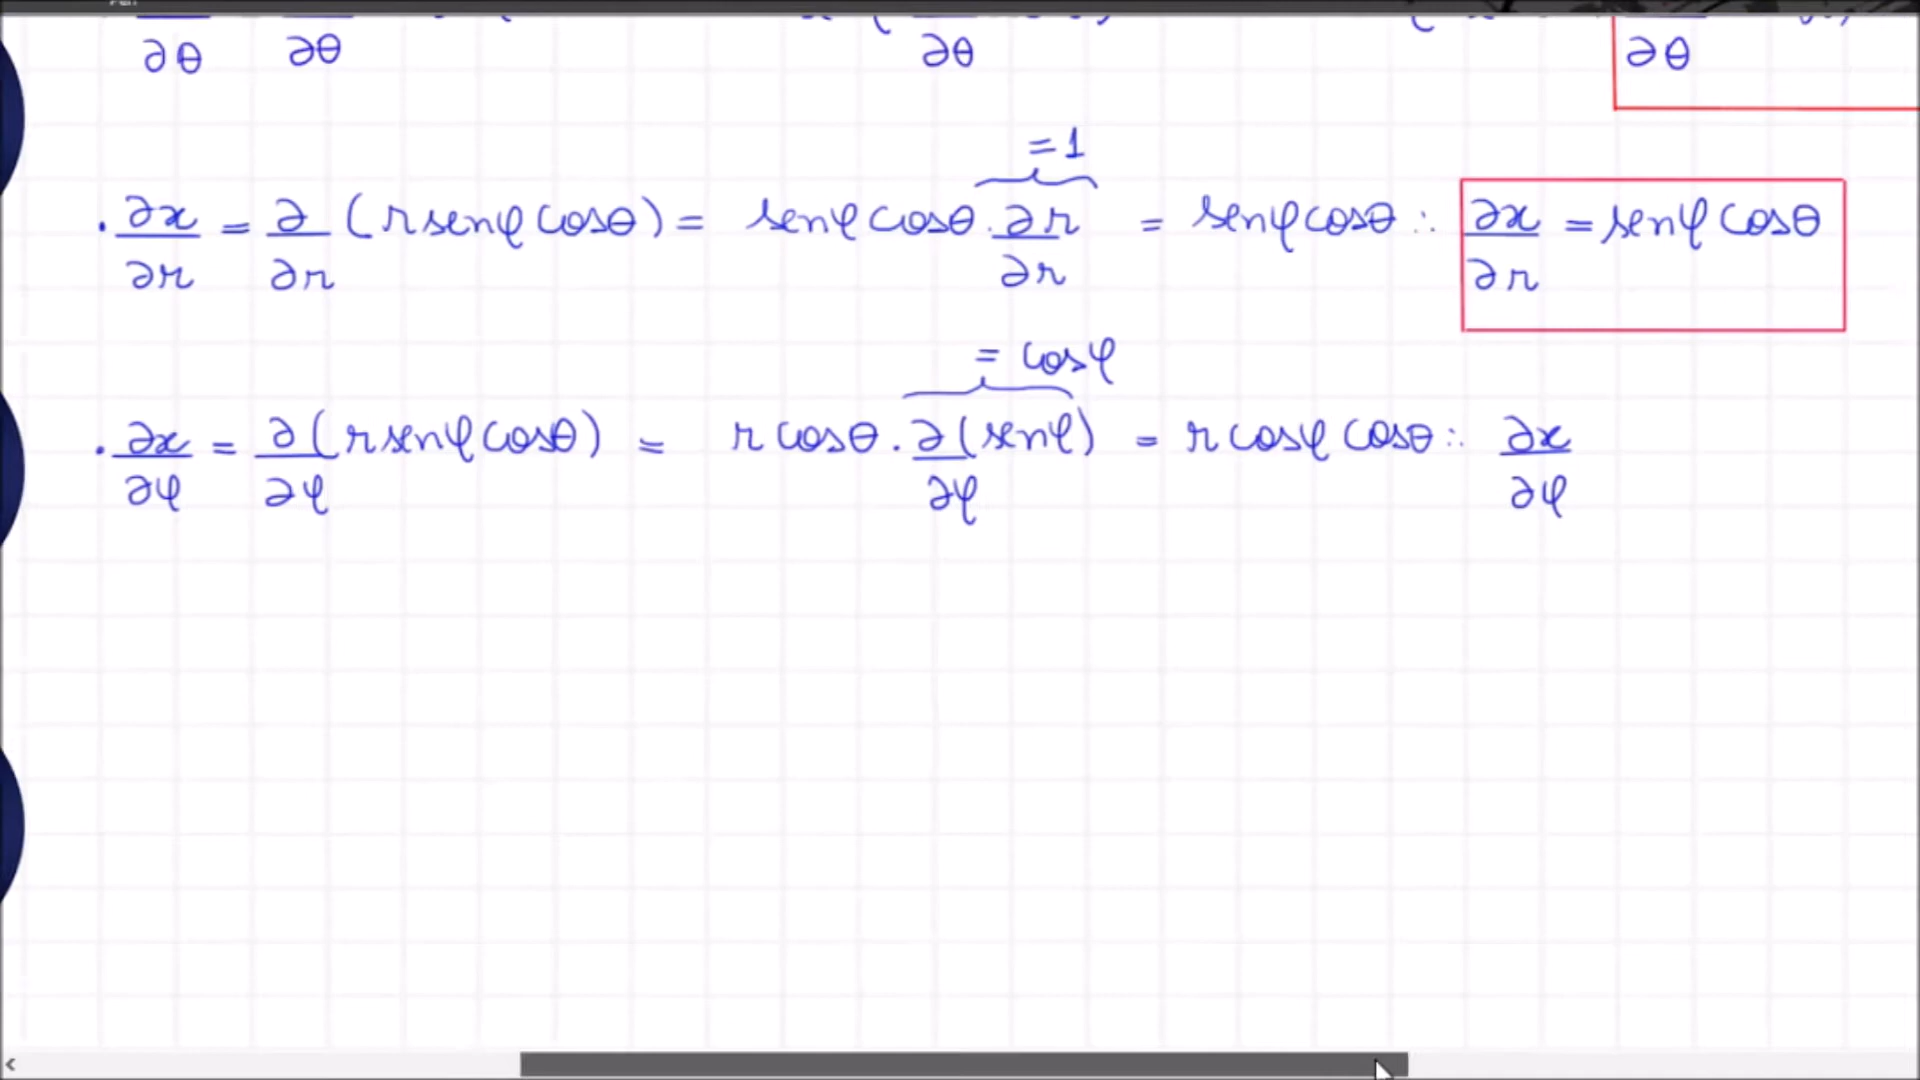 ∂θ ∂θ ∂θ ∂θ
= 1
. ∂x/∂r = ∂/∂r (r senφ cosθ) = senφ cosθ . ∂r/∂r = senφ cosθ ∴ ∂x/∂r = senφ cosθ
= cosφ
. ∂x/∂φ = ∂/∂φ (r senφ cosθ) = r cosθ . ∂/∂φ (senφ) = r cosφ cosθ ∴ ∂x/∂φ